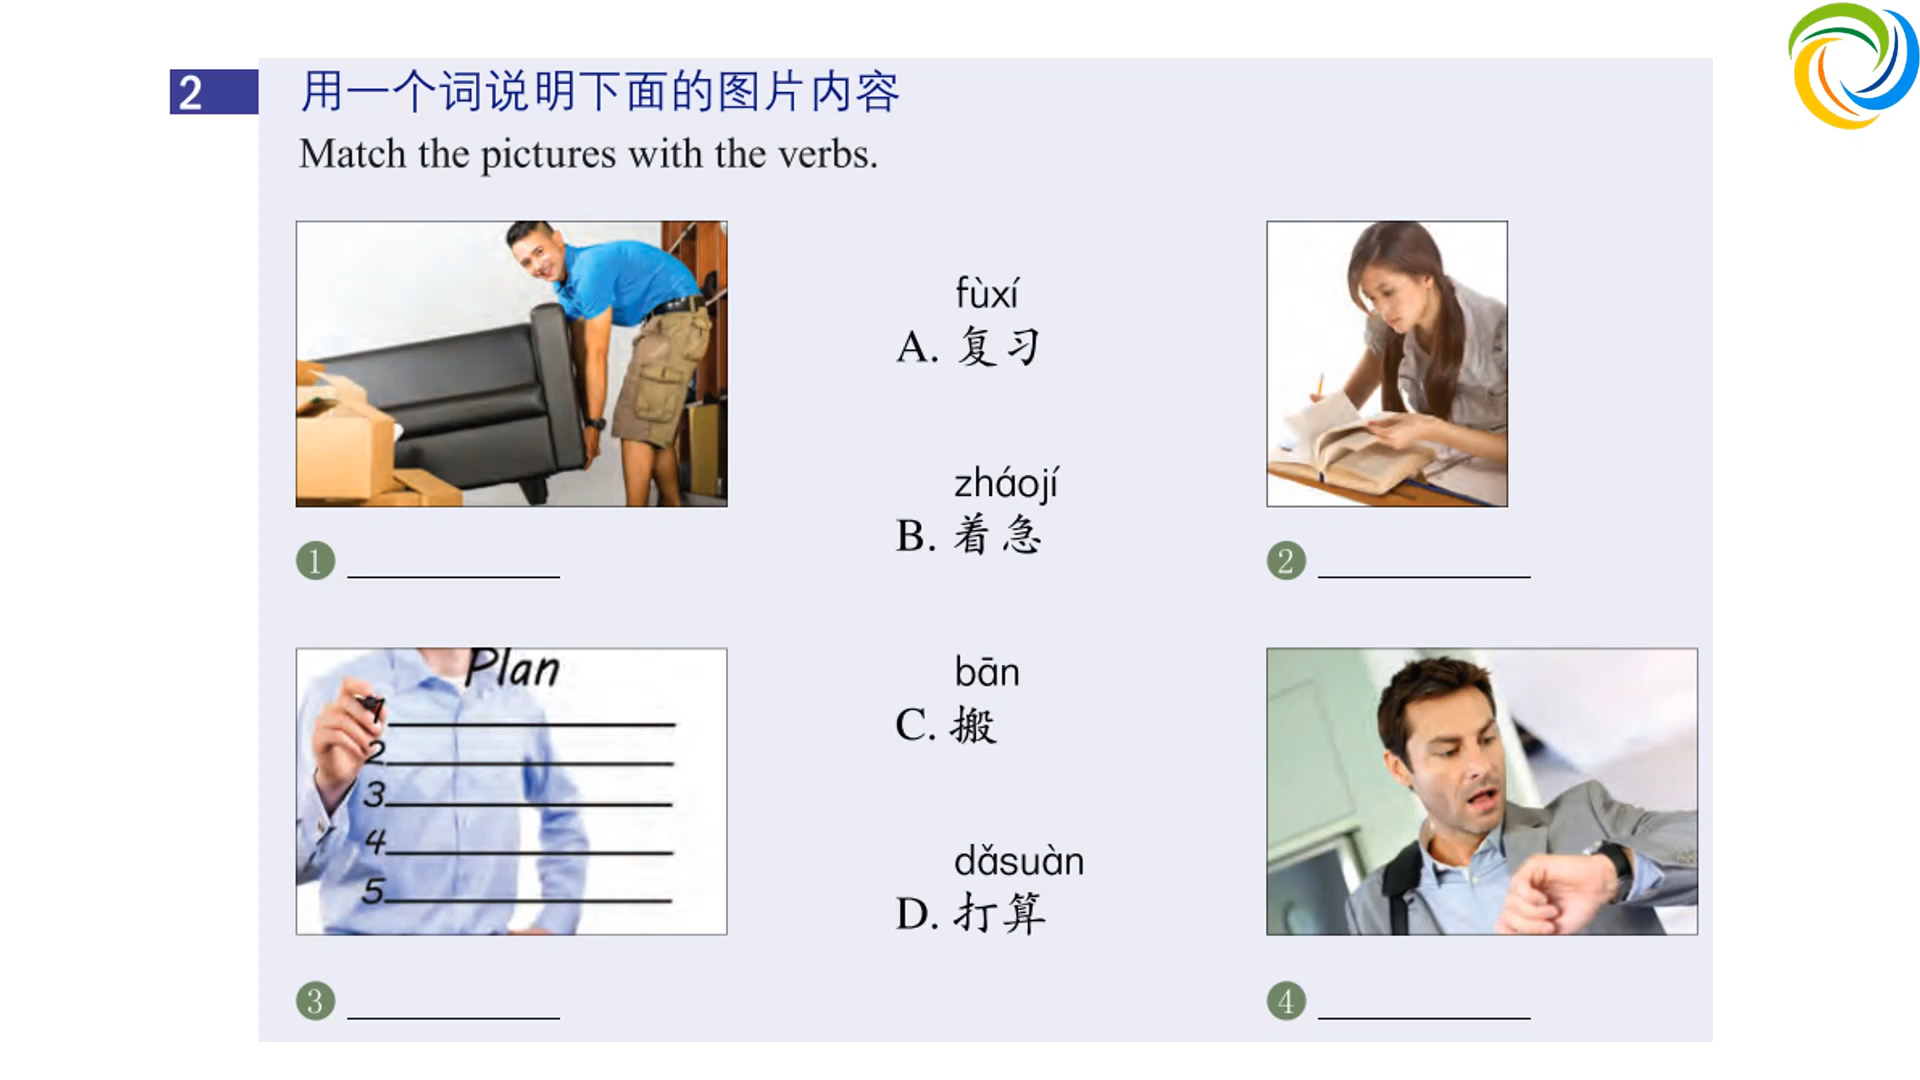 2 用一个词说明下面的图片内容
Match the pictures with the verbs.
fùxí
A. 复习
zháojí
B. 着急
1
2
bān
C. 搬
dǎsuàn
D. 打算
Plan
1
2
3
4
5
3
4